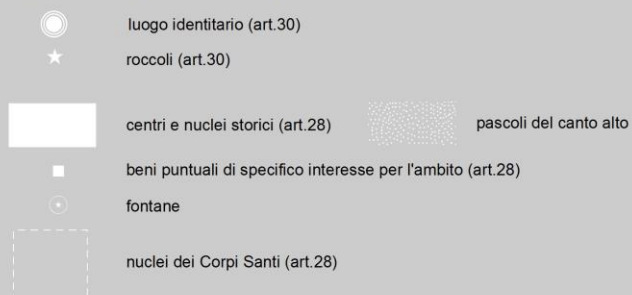 luogo identitario (art.30)
roccoli (art.30)
centri e nuclei storici (art.28)
pascoli del canto alto
beni puntuali di specifico interesse per l'ambito (art.28)
fontane
nuclei dei Corpi Santi (art.28)